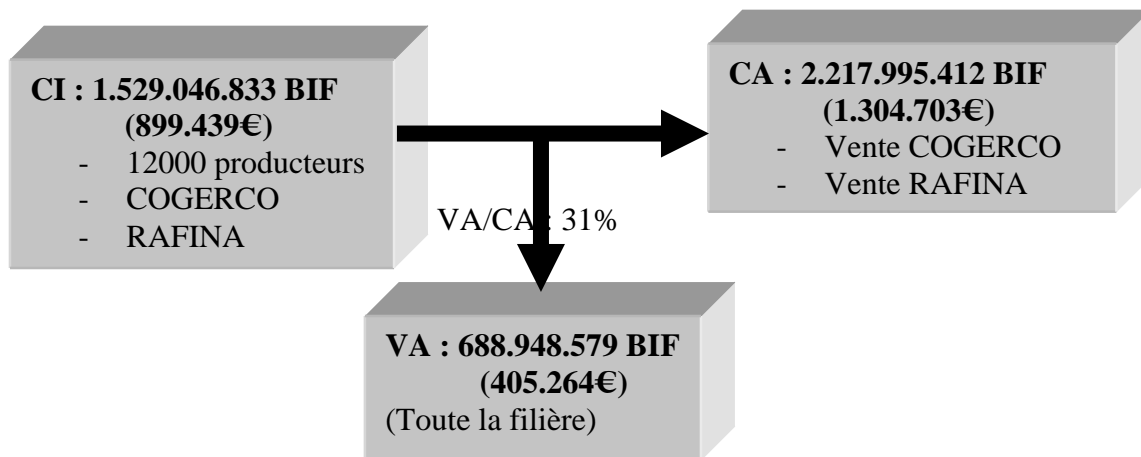 CI : 1.529.046.833 BIF
(899.439€)
- 12000 producteurs
- COGERCO
- RAFINA
CA : 2.217.995.412 BIF
(1.304.703€)
- Vente COGERCO
- Vente RAFINA
VA/CA : 31%
VA : 688.948.579 BIF
(405.264€)
(Toute la filière)